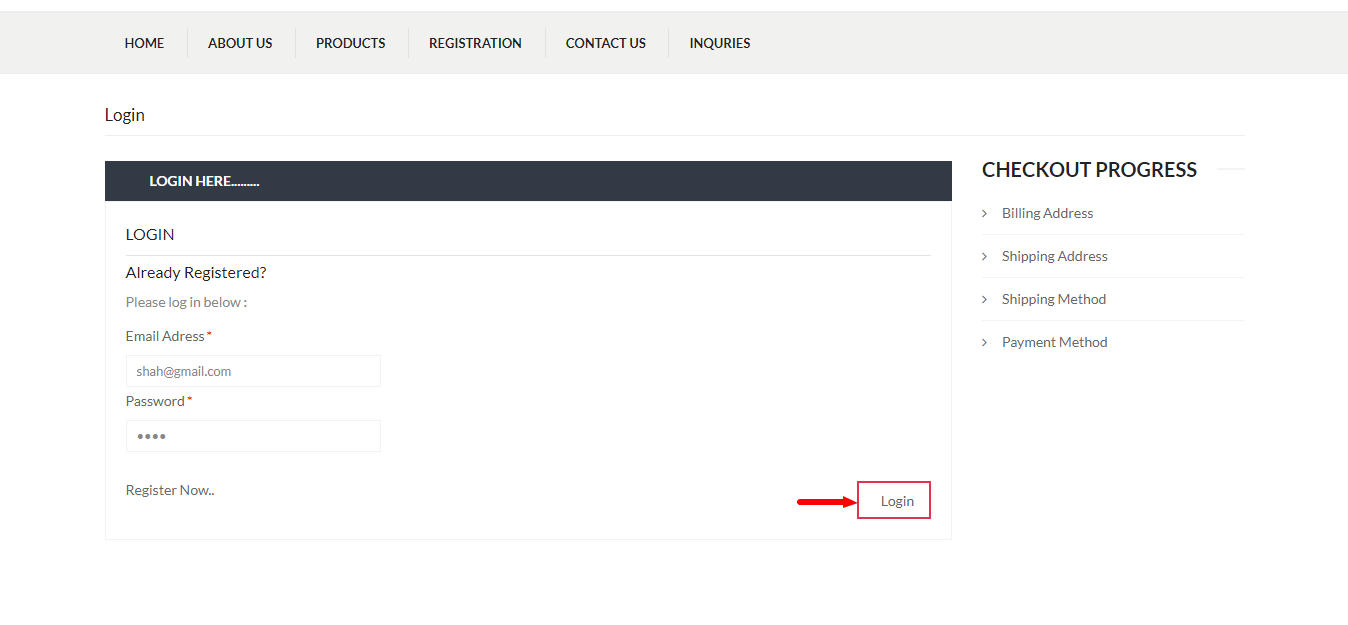 HOME ABOUT US PRODUCTS REGISTRATION CONTACT US INQURIES
Login
LOGIN HERE.........
LOGIN
Already Registered?
Please log in below :
Email Adress *
shah@gmail.com
Password *
••••
Register Now..
Login
CHECKOUT PROGRESS
Billing Address
Shipping Address
Shipping Method
Payment Method